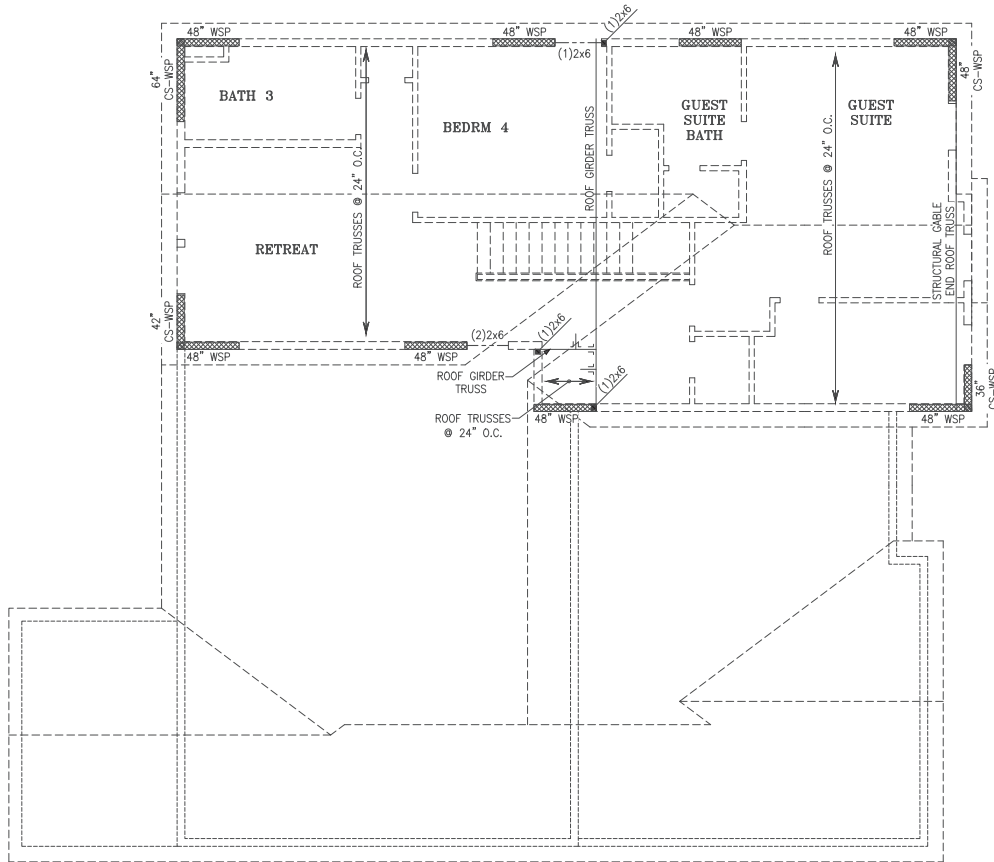 (1)2x6
48" WSP
48" WSP
48" WSP
48" WSP
(1)2x6
64"
CS-WSP
48"
CS-WSP
BATH 3
BEDRM 4
GUEST
SUITE
BATH
GUEST
SUITE
ROOF TRUSSES @ 24" O.C.
ROOF GIRDER TRUSS
ROOF TRUSSES @ 24" O.C.
STRUCTURAL GABLE
END ROOF TRUSS
RETREAT
42"
CS-WSP
(2)2x6
(1)2x6
48" WSP
48" WSP
ROOF GIRDER
TRUSS
(1)2x6
36"
CS-WSP
ROOF TRUSSES
@ 24" O.C.
48" WSP
48" WSP